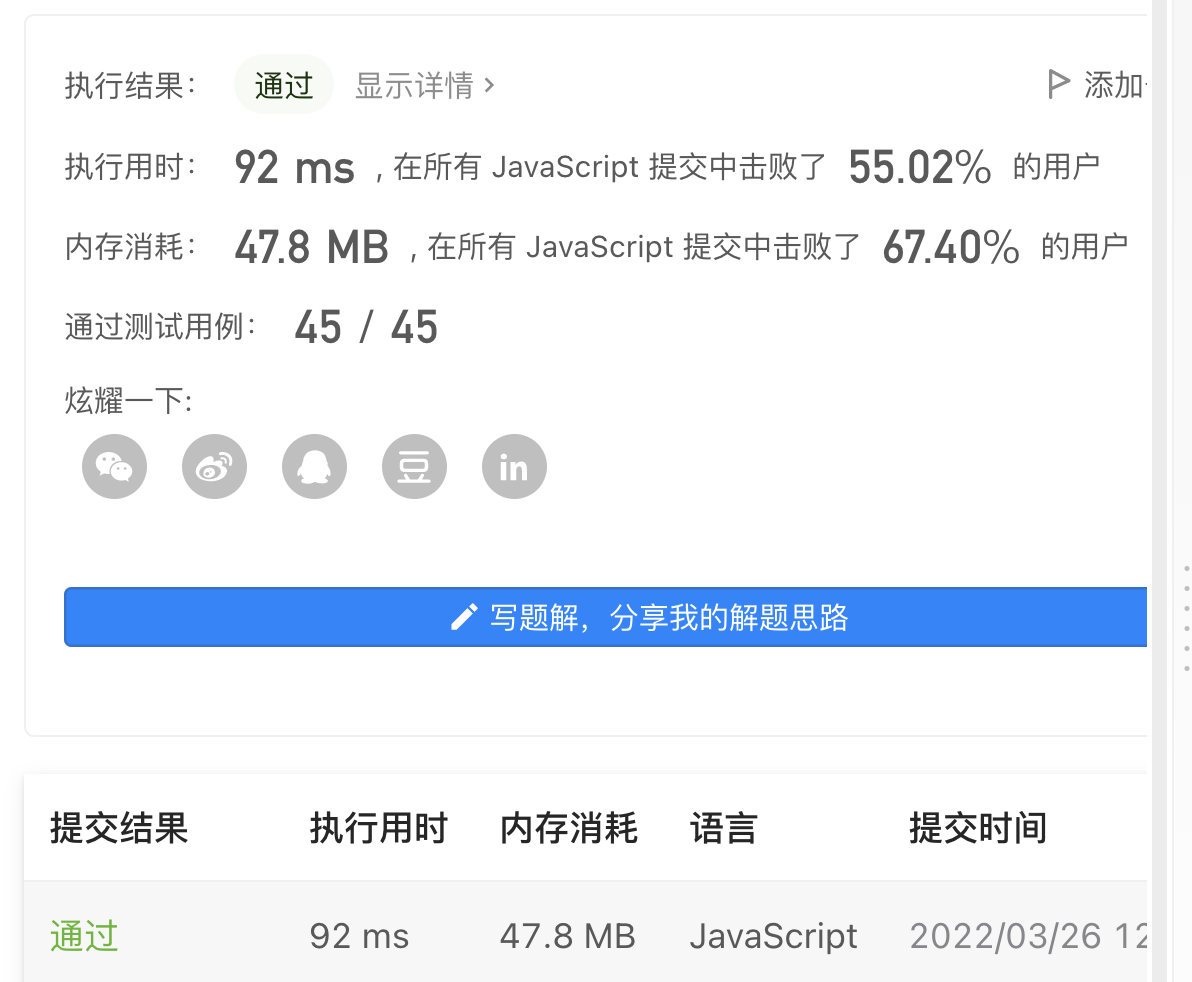 执行结果： 通过 显示详情 › 添加
执行用时： 92 ms , 在所有 JavaScript 提交中击败了 55.02% 的用户
内存消耗： 47.8 MB , 在所有 JavaScript 提交中击败了 67.40% 的用户
通过测试用例： 45 / 45
炫耀一下:
豆 in
写题解，分享我的解题思路
提交结果 执行用时 内存消耗 语言 提交时间
通过 92 ms 47.8 MB JavaScript 2022/03/26 12